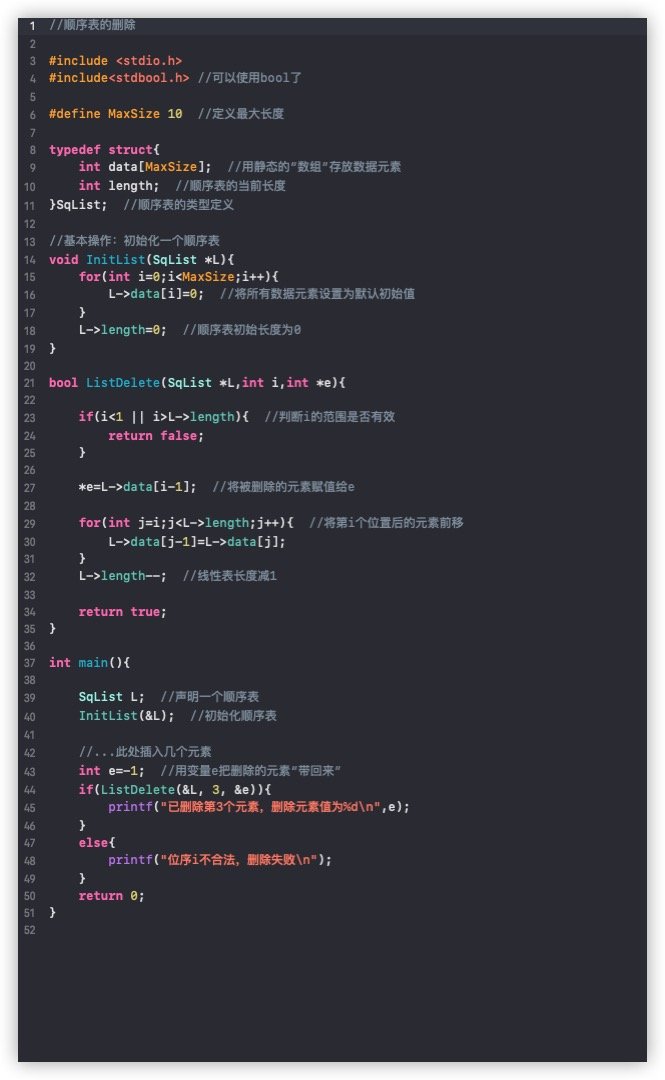 1 //顺序表的删除
2
3 #include <stdio.h>
4 #include<stdbool.h> //可以使用bool了
5
6 #define MaxSize 10  //定义最大长度
7
8 typedef struct{
9     int data[MaxSize];  //用静态的“数组”存放数据元素
10     int length;  //顺序表的当前长度
11 }SqList;  //顺序表的类型定义
12
13 //基本操作：初始化一个顺序表
14 void InitList(SqList *L){
15     for(int i=0;i<MaxSize;i++){
16         L->data[i]=0;  //将所有数据元素设置为默认初始值
17     }
18     L->length=0;  //顺序表初始长度为0
19 }
20
21 bool ListDelete(SqList *L,int i,int *e){
22
23     if(i<1 || i>L->length){  //判断i的范围是否有效
24         return false;
25     }
26
27     *e=L->data[i-1];  //将被删除的元素赋值给e
28
29     for(int j=i;j<L->length;j++){  //将第i个位置后的元素前移
30         L->data[j-1]=L->data[j];
31     }
32     L->length--;  //线性表长度减1
33
34     return true;
35 }
36
37 int main(){
38
39     SqList L;  //声明一个顺序表
40     InitList(&L);  //初始化顺序表
41
42     //...此处插入几个元素
43     int e=-1;  //用变量e把删除的元素“带回来”
44     if(ListDelete(&L, 3, &e)){
45         printf("已删除第3个元素，删除元素值为%d\n",e);
46     }
47     else{
48         printf("位序i不合法，删除失败\n");
49     }
50     return 0;
51 }
52